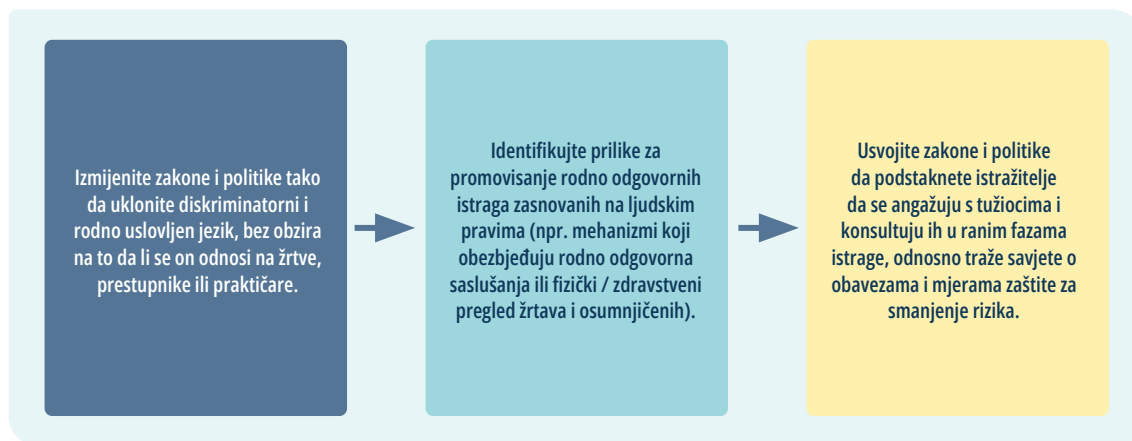 Izmijenite zakone i politike tako
da uklonite diskriminatorni i
rodno uslovljen jezik, bez obzira
na to da li se on odnosi na žrtve,
prestupnike ili praktičare.
Identifikujte prilike za
promovisanje rodno odgovornih
istraga zasnovanih na ljudskim
pravima (npr. mehanizmi koji
obezbjeđuju rodno odgovorna
saslušanja ili fizički / zdravstveni
pregled žrtava i osumnjičenih).
Usvojite zakone i politike
da podstaknete istražitelje
da se angažuju s tužiocima i
konsultuju ih u ranim fazama
istrage, odnosno traže savjete o
obavezama i mjerama zaštite za
smanjenje rizika.